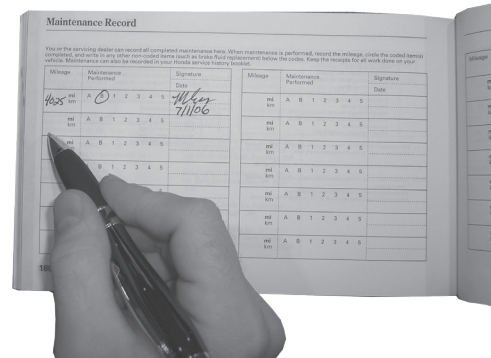 Maintenance Record
You or the servicing dealer can record all completed maintenance here. When maintenance is performed, record the mileage, circle the coded item(s)
completed, and write in any other non-coded items (such as brake fluid replacement) below the codes. Keep the receipts for all work done on your
vehicle. Maintenance can also be recorded in your Honda service history booklet.
Mileage Maintenance Performed Signature Date
4025 mi km A B 1 2 3 4 5
7/11/06
mi km A B 1 2 3 4 5
mi km A B 1 2 3 4 5
B 1 2 3 4 5
Mileage Maintenance Performed Signature Date
mi km A B 1 2 3 4 5
mi km A B 1 2 3 4 5
mi km A B 1 2 3 4 5
mi km A B 1 2 3 4 5
mi km A B 1 2 3 4 5
mi km A B 1 2 3 4 5
mi km A B 1 2 3 4 5
Mileage